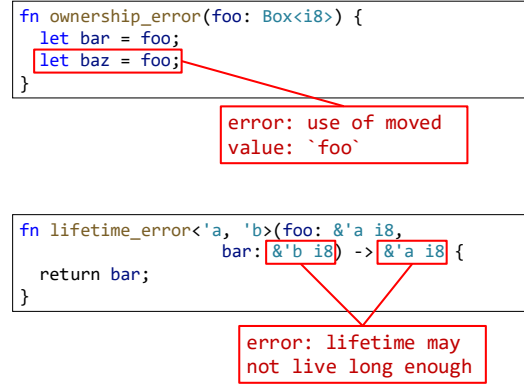 fn ownership_error(foo: Box<i8>) {
  let bar = foo;
  let baz = foo;
}
error: use of moved
value: `foo`
fn lifetime_error<'a, 'b>(foo: &'a i8,
                          bar: &'b i8) -> &'a i8 {
  return bar;
}
error: lifetime may
not live long enough